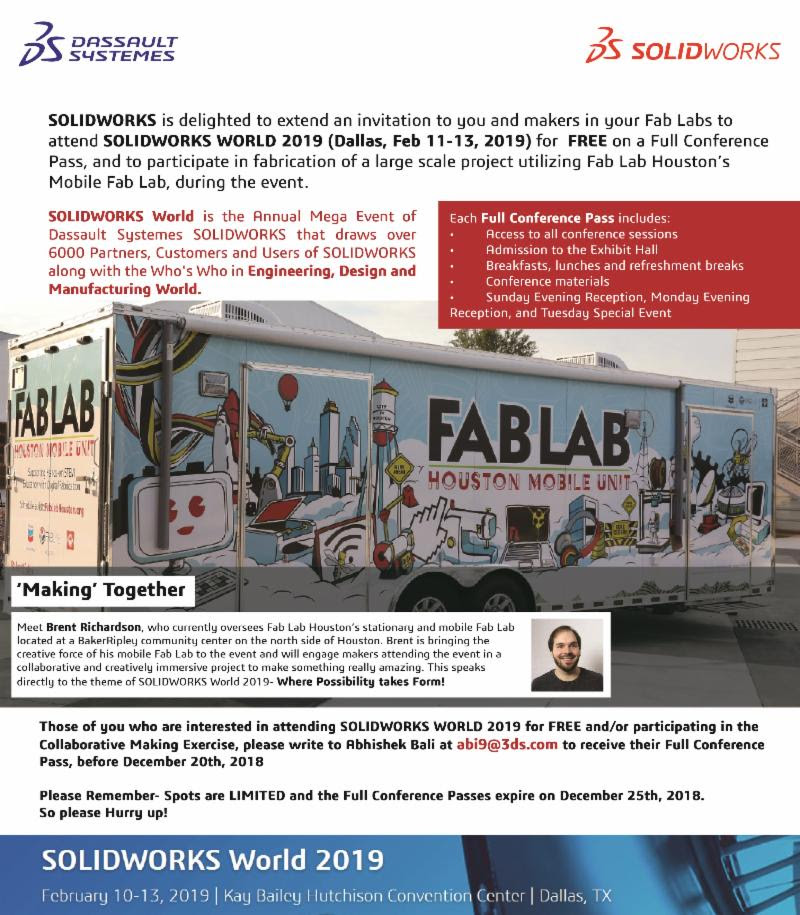 DASSAULT
SYSTEMES
SOLIDWORKS
SOLIDWORKS is delighted to extend an invitation to you and makers in your Fab Labs to
attend SOLIDWORKS WORLD 2019 (Dallas, Feb 11-13, 2019) for FREE on a Full Conference
Pass, and to participate in fabrication of a large scale project utilizing Fab Lab Houston's
Mobile Fab Lab, during the event.
SOLIDWORKS World is the Annual Mega Event of
Dassault Systemes SOLIDWORKS that draws over
6000 Partners, Customers and Users of SOLIDWORKS
along with the Who's Who in Engineering, Design and
Manufacturing World.
Each Full Conference Pass includes:
• Access to all conference sessions
• Admission to the Exhibit Hall
• Breakfasts, lunches and refreshment breaks
• Conference materials
• Sunday Evening Reception, Monday Evening
Reception, and Tuesday Special Event
FABLAB
HOUSTON MOBILE UNIT
FABLAB
HOUSTON MOBILE UNIT
'Making' Together
Meet Brent Richardson, who currently oversees Fab Lab Houston's stationary and mobile Fab Lab
located at a BakerRipley community center on the north side of Houston. Brent is bringing the
creative force of his mobile Fab Lab to the event and will engage makers attending the event in a
collaborative and creatively immersive project to make something really amazing. This speaks
directly to the theme of SOLIDWORKS World 2019- Where Possibility takes Form!
Those of you who are interested in attending SOLIDWORKS WORLD 2019 for FREE and/or participating in the
Collaborative Making Exercise, please write to Abhishek Bali at abi9@3ds.com to receive their Full Conference
Pass, before December 20th, 2018
Please Remember- Spots are LIMITED and the Full Conference Passes expire on December 25th, 2018.
So please Hurry up!
SOLIDWORKS World 2019
February 10-13, 2019 | Kay Bailey Hutchison Convention Center | Dallas, TX